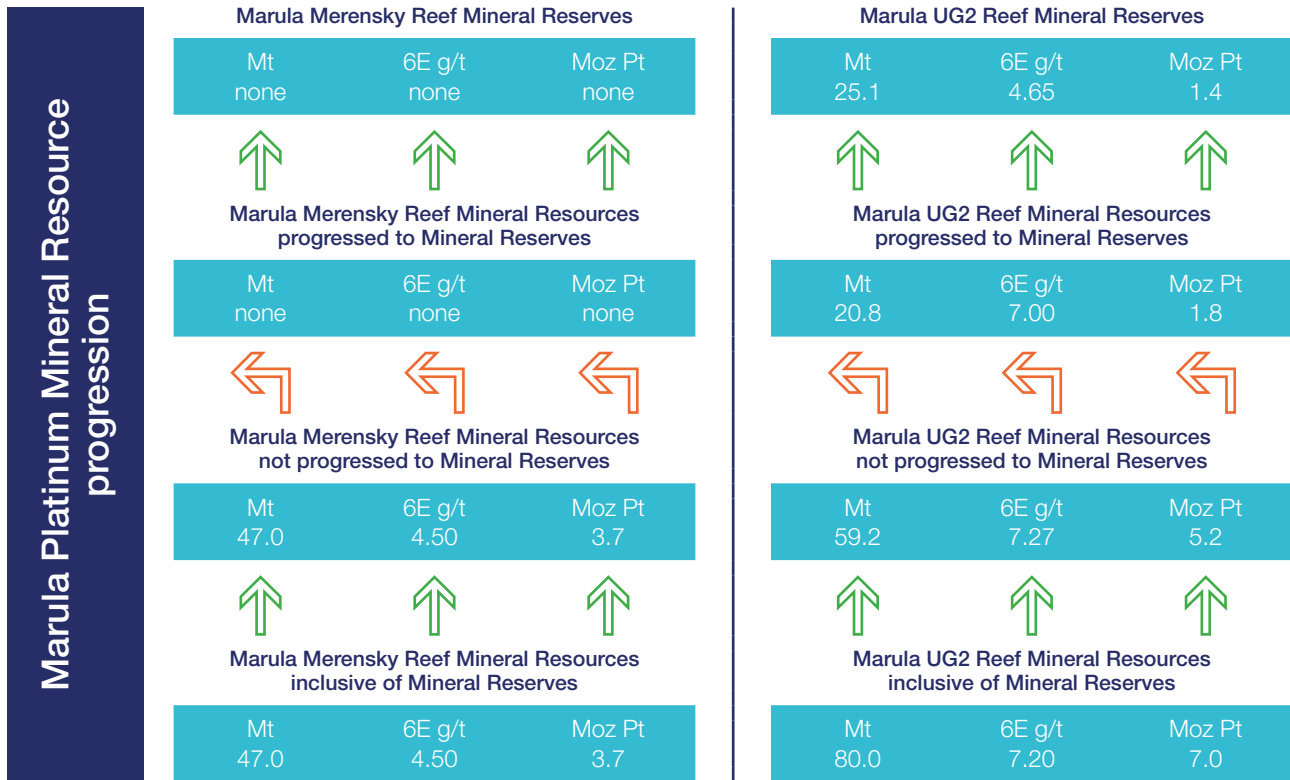 Marula Platinum Mineral Resource
progression
Marula Merensky Reef Mineral Reserves
Mt 6E g/t Moz Pt
none none none
Marula Merensky Reef Mineral Resources
progressed to Mineral Reserves
Mt 6E g/t Moz Pt
none none none
Marula Merensky Reef Mineral Resources
not progressed to Mineral Reserves
Mt 6E g/t Moz Pt
47.0 4.50 3.7
Marula Merensky Reef Mineral Resources
inclusive of Mineral Reserves
Mt 6E g/t Moz Pt
47.0 4.50 3.7
Marula UG2 Reef Mineral Reserves
Mt 6E g/t Moz Pt
25.1 4.65 1.4
Marula UG2 Reef Mineral Resources
progressed to Mineral Reserves
Mt 6E g/t Moz Pt
20.8 7.00 1.8
Marula UG2 Reef Mineral Resources
not progressed to Mineral Reserves
Mt 6E g/t Moz Pt
59.2 7.27 5.2
Marula UG2 Reef Mineral Resources
inclusive of Mineral Reserves
Mt 6E g/t Moz Pt
80.0 7.20 7.0